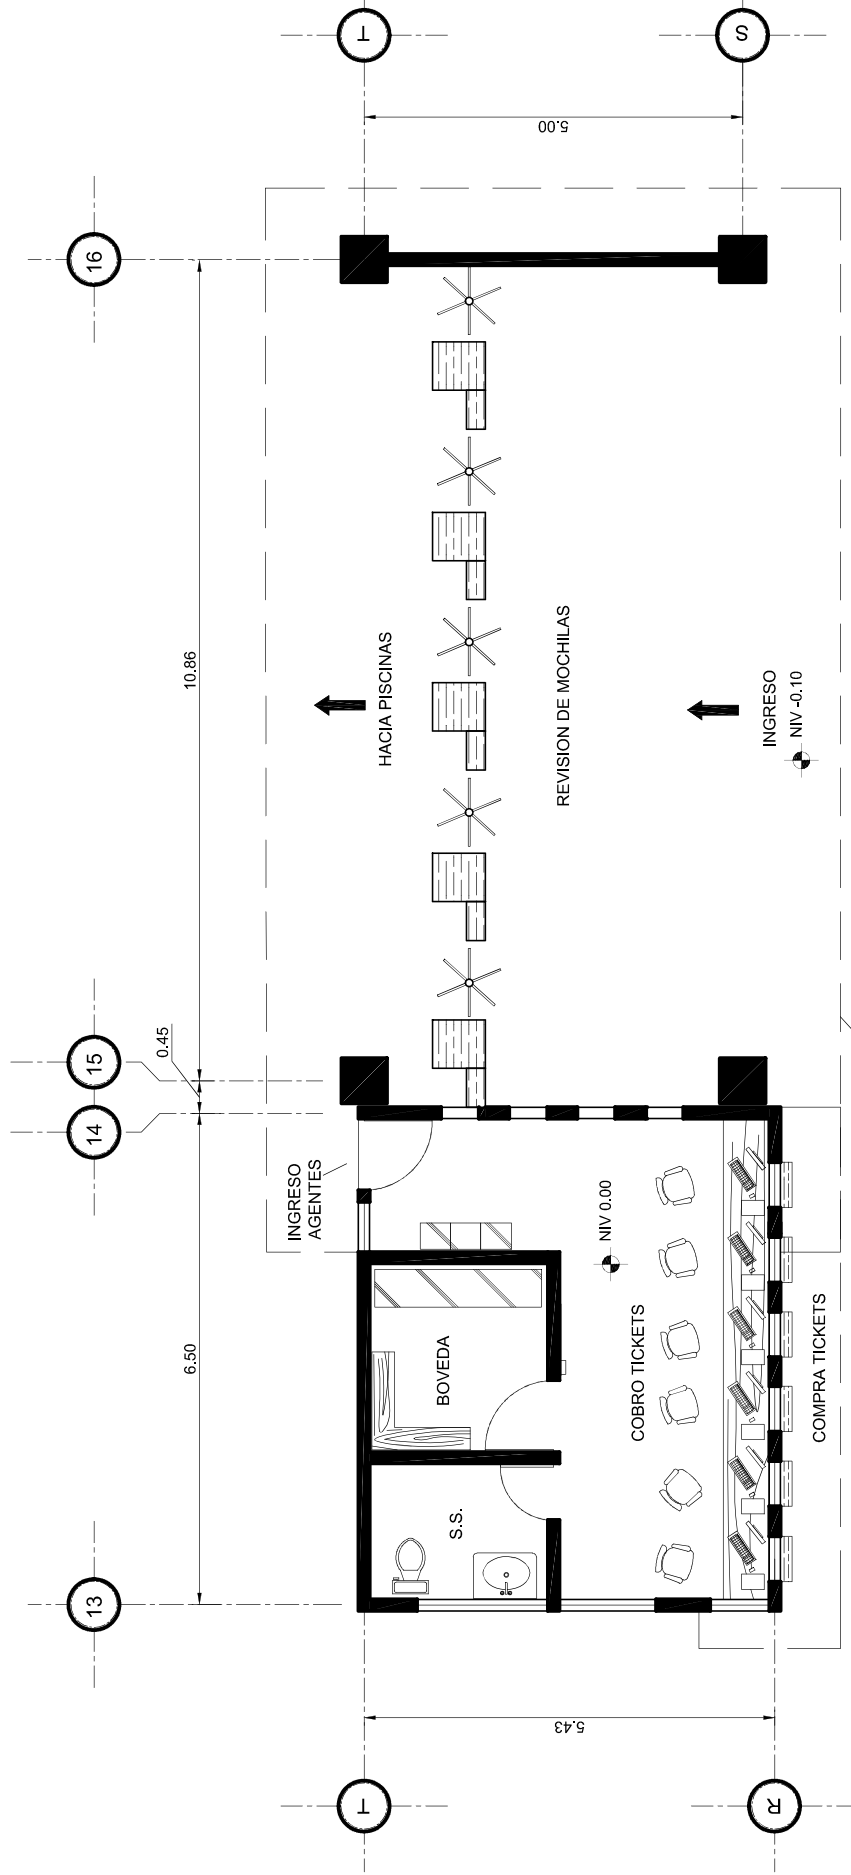 T
S
5.00
16
10.86
HACIA PISCINAS
REVISION DE MOCHILAS
INGRESO
NIV -0.10
15
0.45
14
INGRESO
AGENTES
NIV 0.00
6.50
BOVEDA
COBRO TICKETS
COMPRA TICKETS
S.S.
13
5.43
T
R